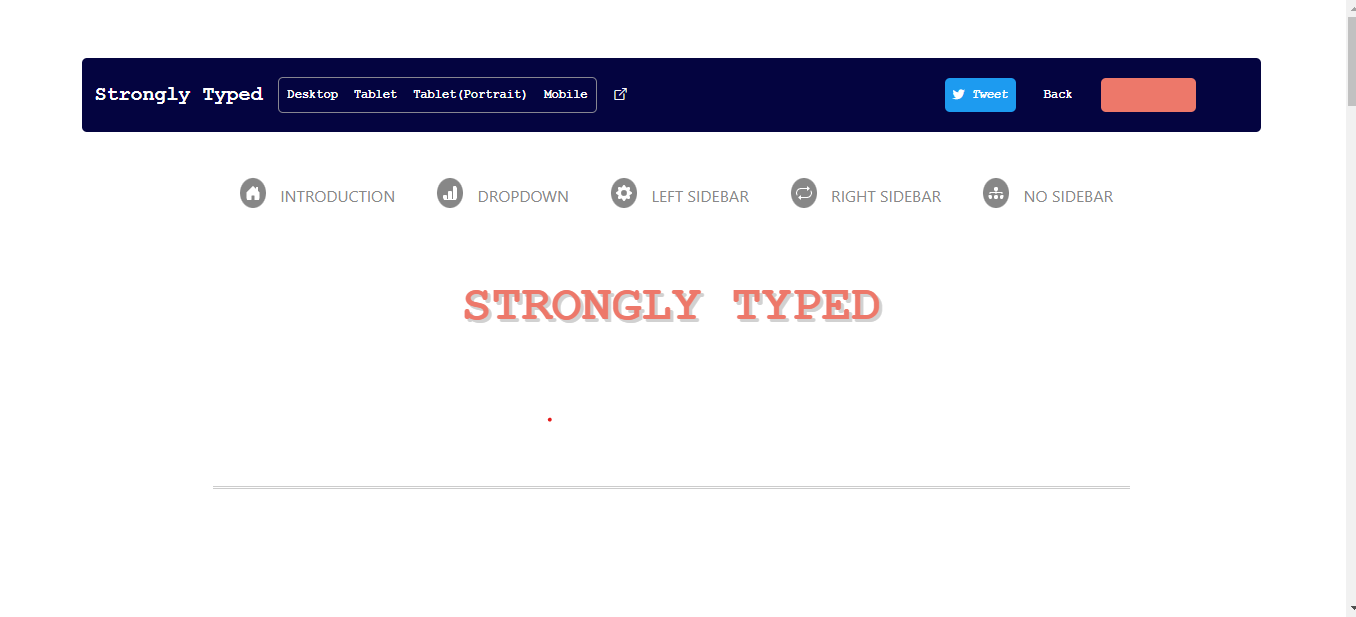 Strongly Typed Desktop Tablet Tablet(Portrait) Mobile Tweet Back
INTRODUCTION DROPDOWN LEFT SIDEBAR RIGHT SIDEBAR NO SIDEBAR
STRONGLY TYPED